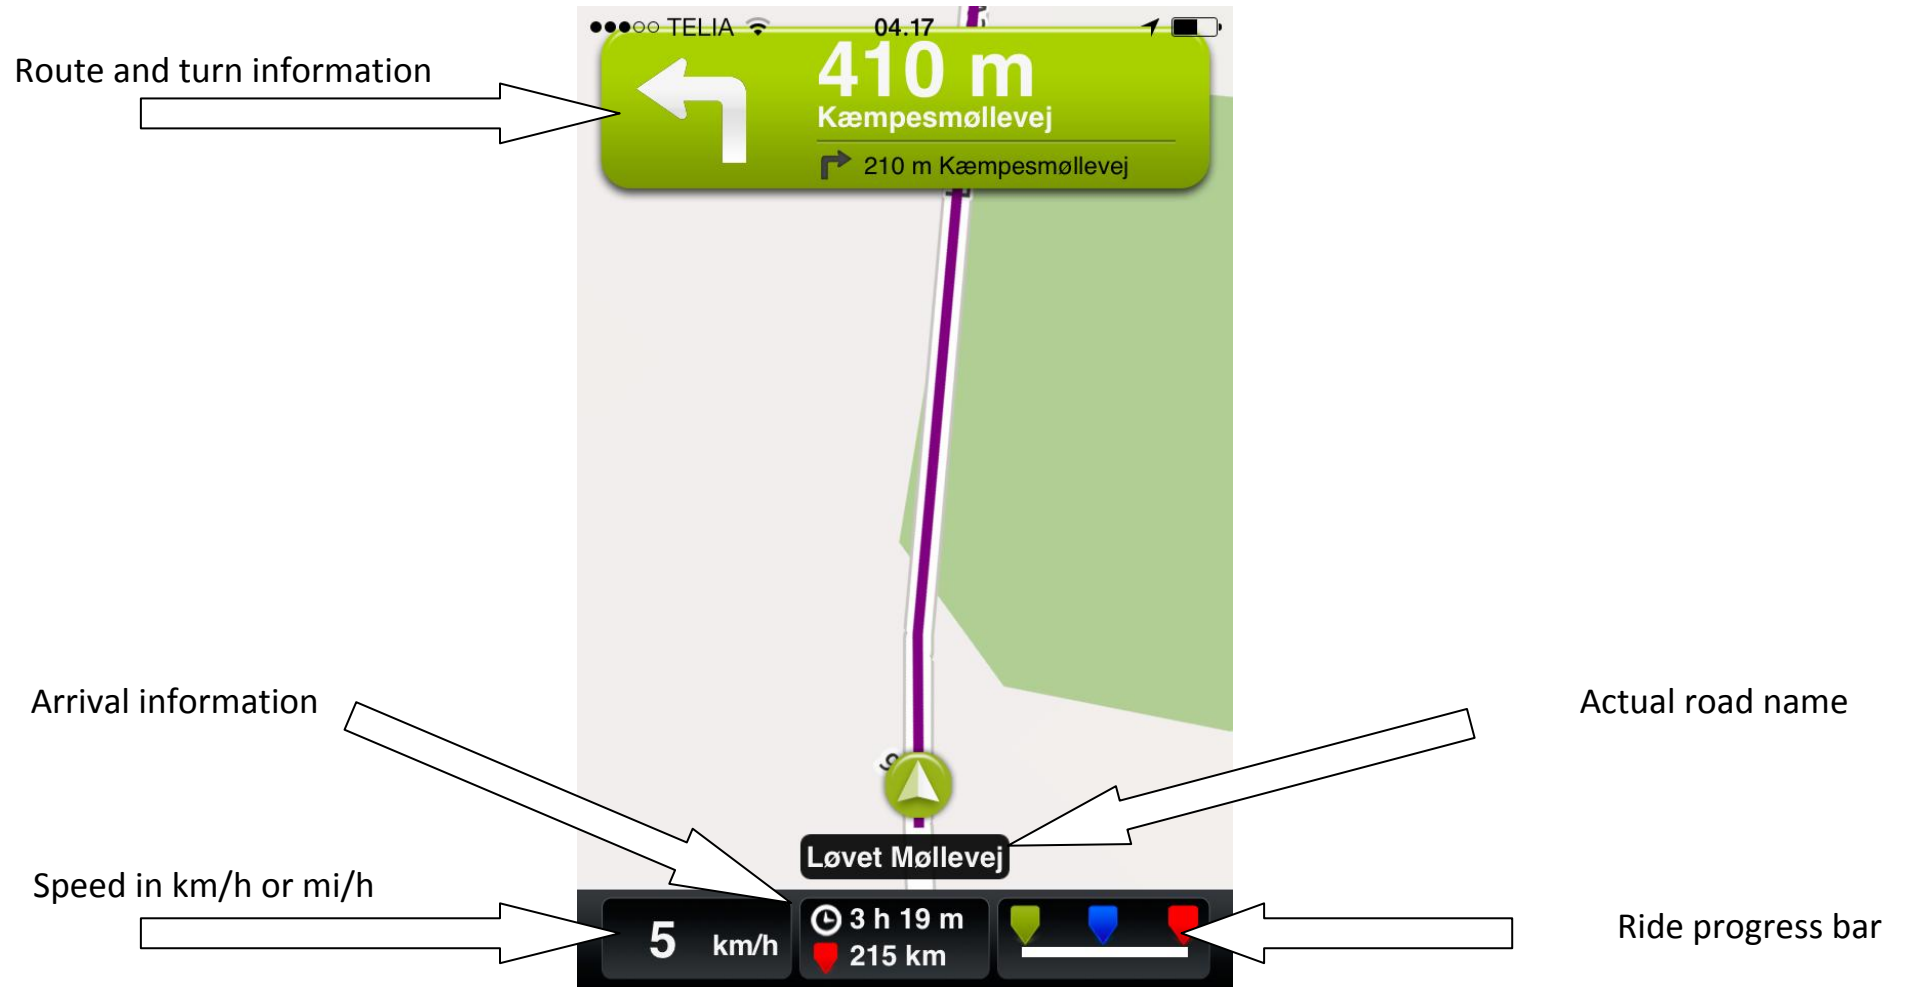 TELIA 04.17
Route and turn information
410 m
Kæmpesmøllevej
210 m Kæmpesmøllevej
Arrival information
Actual road name
Løvet Møllevej
Speed in km/h or mi/h
5 km/h
3 h 19 m
215 km
Ride progress bar